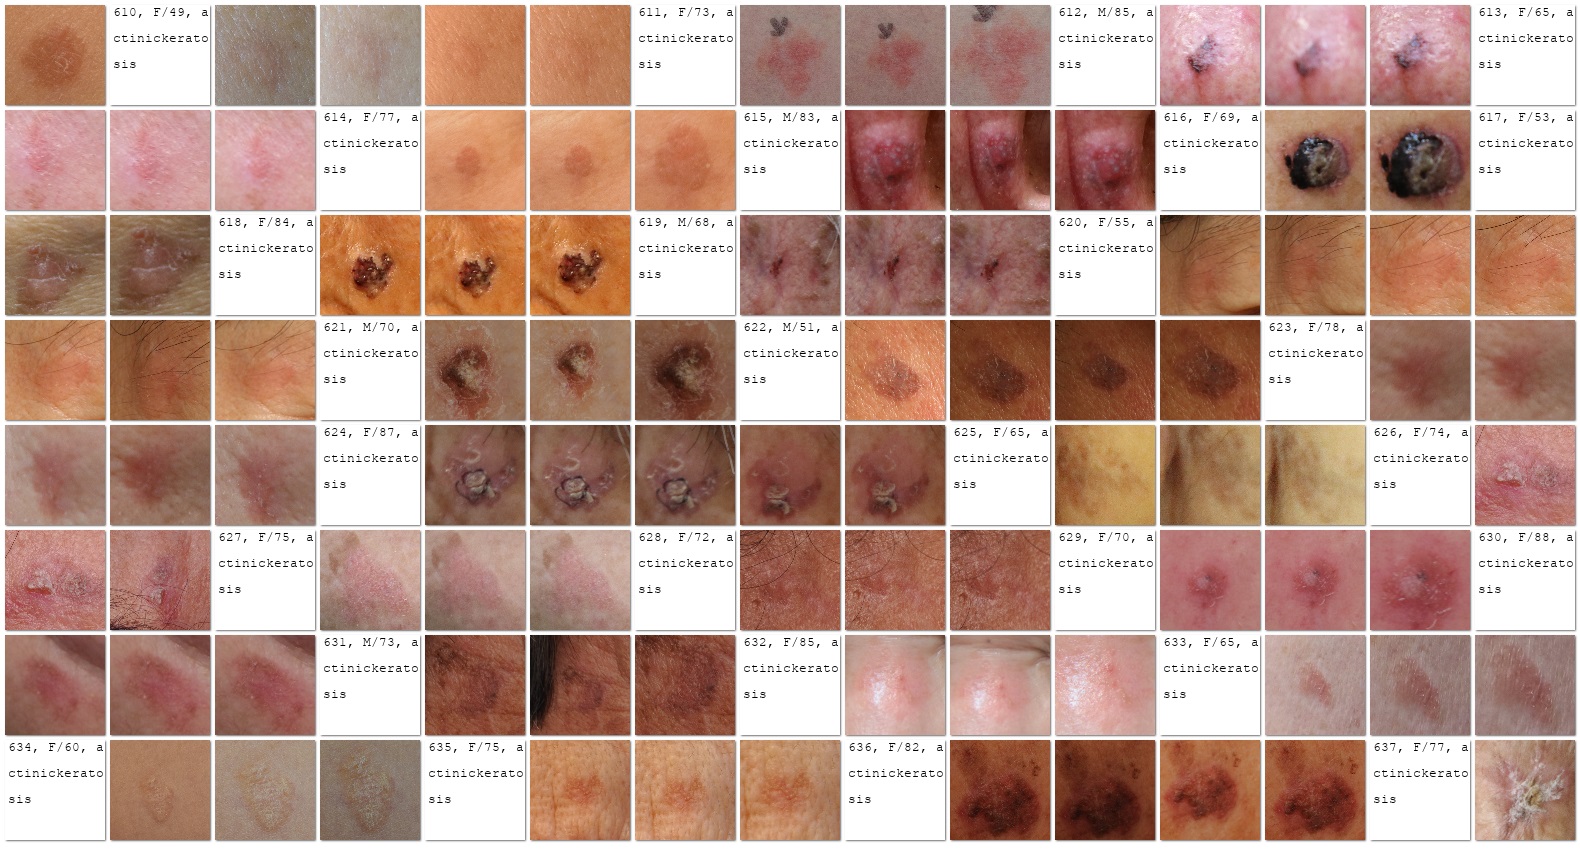 610, F/49, a
ctinickerato
sis
611, F/73, a
ctinickerato
sis
612, M/85, a
ctinickerato
sis
613, F/65, a
ctinickerato
sis
614, F/77, a
ctinickerato
sis
615, M/83, a
ctinickerato
sis
616, F/69, a
ctinickerato
sis
617, F/53, a
ctinickerato
sis
618, F/84, a
ctinickerato
sis
619, M/68, a
ctinickerato
sis
620, F/55, a
ctinickerato
sis
621, M/70, a
ctinickerato
sis
622, M/51, a
ctinickerato
sis
623, F/78, a
ctinickerato
sis
624, F/87, a
ctinickerato
sis
625, F/65, a
ctinickerato
sis
626, F/74, a
ctinickerato
sis
627, F/75, a
ctinickerato
sis
628, F/72, a
ctinickerato
sis
629, F/70, a
ctinickerato
sis
630, F/88, a
ctinickerato
sis
631, M/73, a
ctinickerato
sis
632, F/85, a
ctinickerato
sis
633, F/65, a
ctinickerato
sis
634, F/60, a
ctinickerato
sis
635, F/75, a
ctinickerato
sis
636, F/82, a
ctinickerato
sis
637, F/77, a
ctinickerato
sis